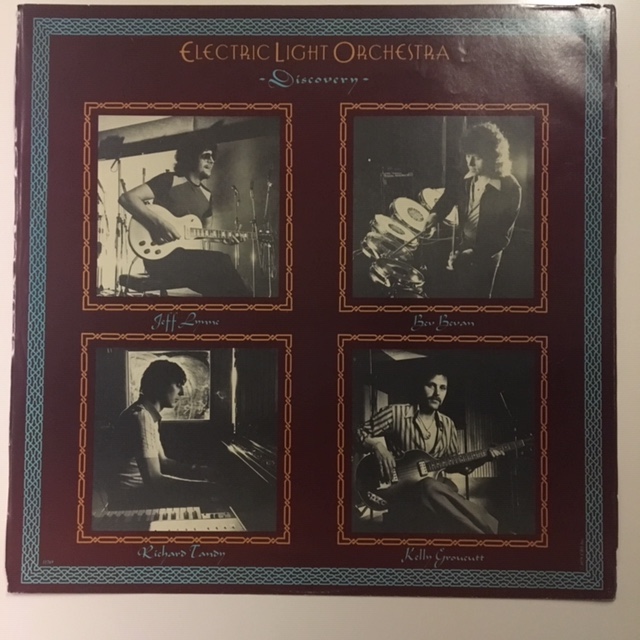 ELECTRIC LIGHT ORCHESTRA
-Discovery-
Jeff Lynne
Bev Bevan
Richard Tandy
Kelly Groucutt